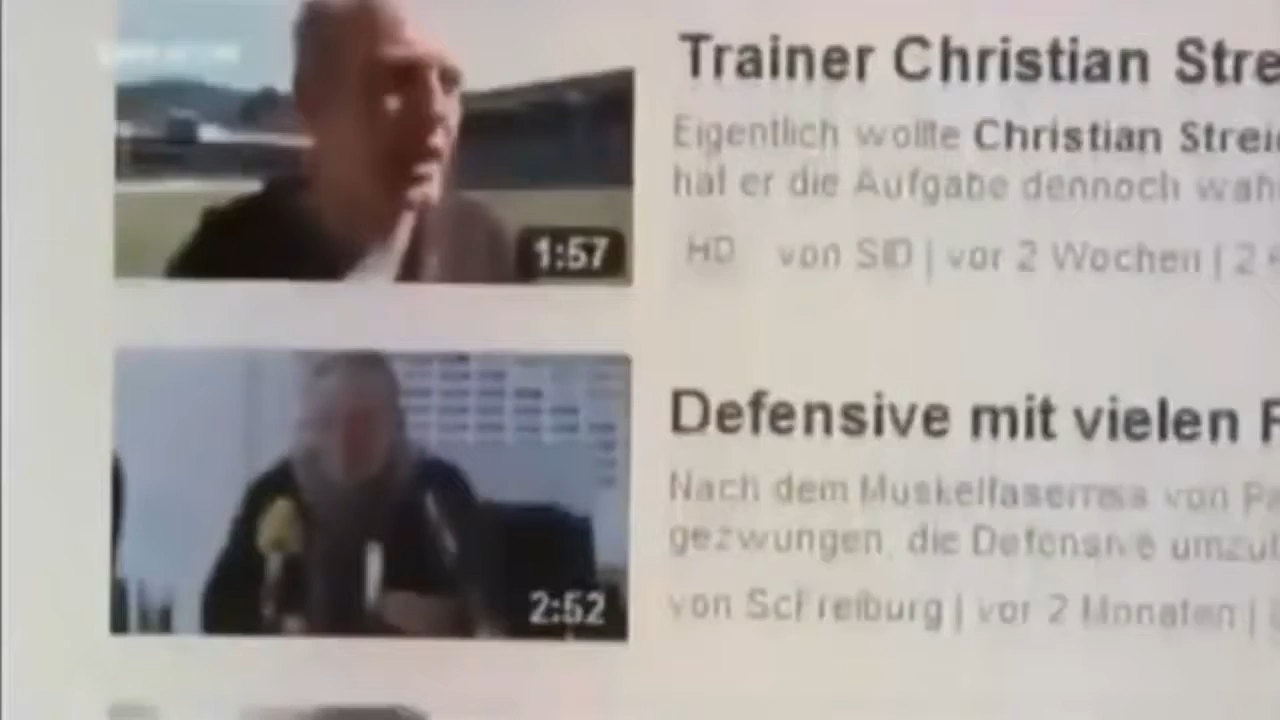 Trainer Christian Stre
1:57
Eigentlich wollte Christian Strei
hat er die Aufgabe dennoch wah
HD von SID | vor 2 Wochen | 2
Defensive mit vielen F
Nach dem Muskelfaserriss von Pa
gezwungen, die Defensive umzu
2:52
von ScFreiburg | vor 2 Monaten |